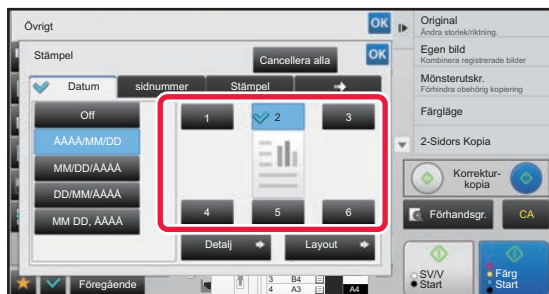 Övrigt
OK
Stämpel
Cancellera alla
OK
Datum
sidnummer
Stämpel
Off
ÅÅÅÅ/MM/DD
MM/DD/ÅÅÅÅ
DD/MM/ÅÅÅÅ
MM DD, ÅÅÅÅ
1
2
3
4
5
6
Detalj
Layout
Föregående
3 B4
4 A3
A4
Original
Ändra storlek/riktning.
Egen bild
Kombinera registrerade bilder
Mönsterutskr.
Förhindra obehörig kopiering
Färgläge
2-Sidors Kopia
Korrektur-
kopia
Förhandsgr.
CA
SV/V
Start
Färg
Start